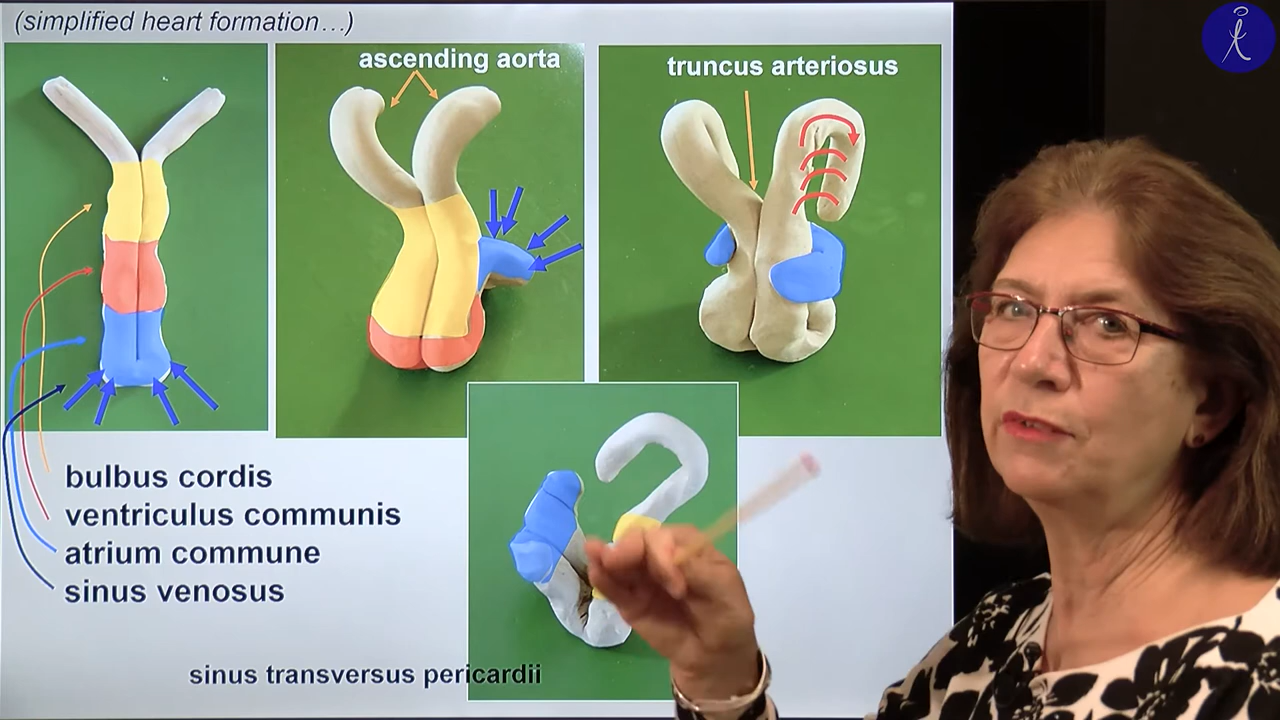 (simplified heart formation...)
ascending aorta
truncus arteriosus
bulbus cordis
ventriculus communis
atrium commune
sinus venosus
sinus transversus pericardii